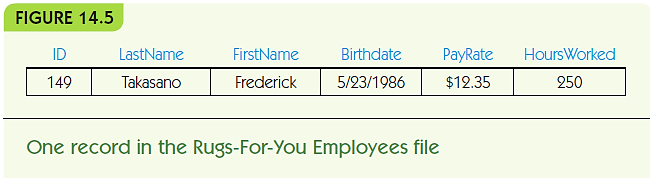 FIGURE 14.5
ID LastName FirstName Birthdate PayRate HoursWorked
149 Takasano Frederick 5/23/1986 $12.35 250
One record in the Rugs-For-You Employees file